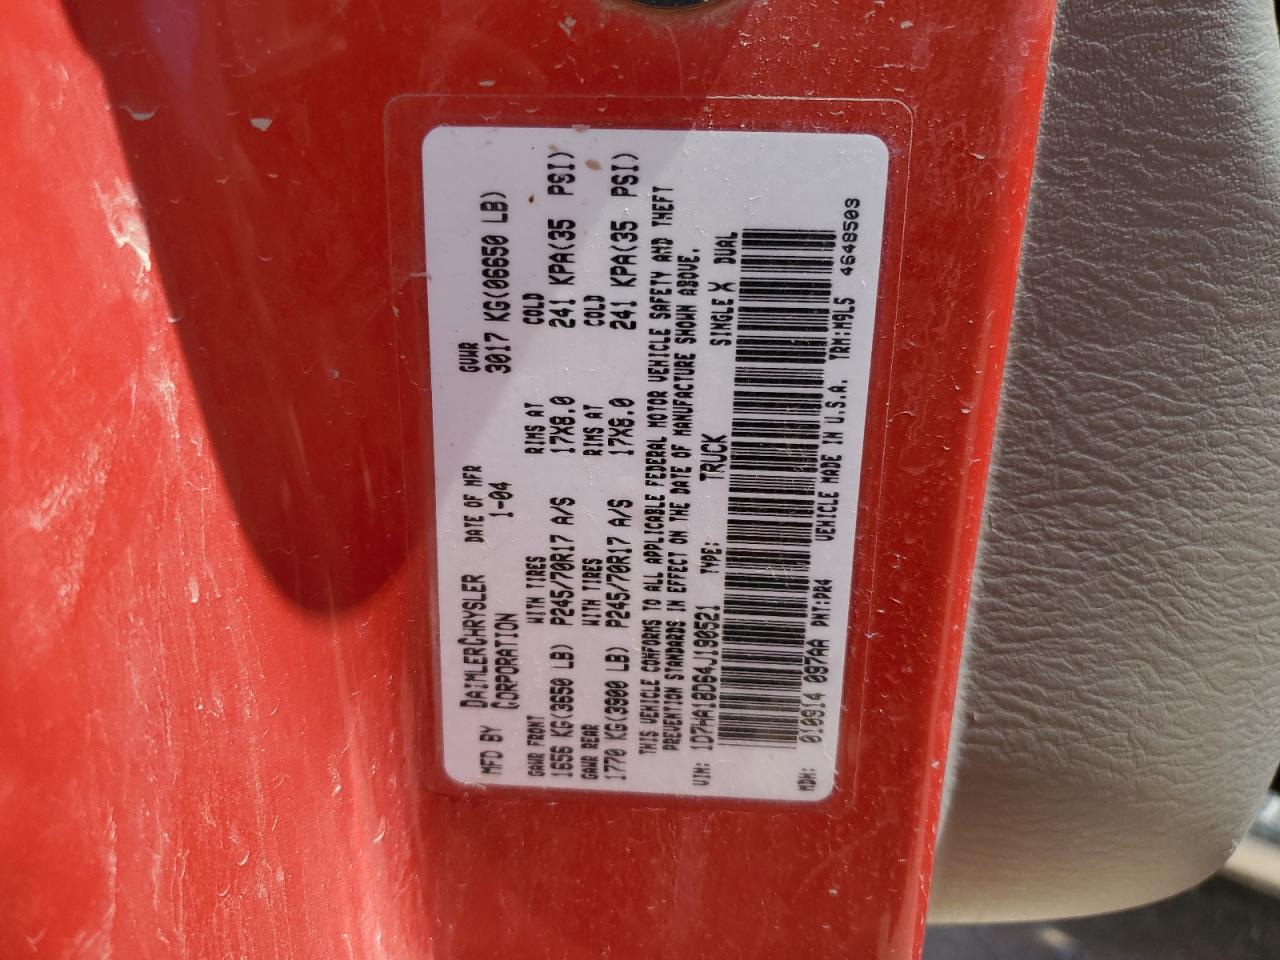 MFD BY DAIMLERCHRYSLER CORPORATION DATE OF MFR 1-04 GVWR 3017 KG(06650 LB)
GAWR FRONT WITH TIRES RIMS AT COLD
1656 KG(3650 LB) P245/70R17 A/S 17X8.0 241 KPA(35 PSI)
GAWR REAR WITH TIRES RIMS AT COLD
1770 KG(3900 LB) P245/70R17 A/S 17X8.0 241 KPA(35 PSI)
THIS VEHICLE CONFORMS TO ALL APPLICABLE FEDERAL MOTOR VEHICLE SAFETY AND THEFT
PREVENTION STANDARDS IN EFFECT ON THE DATE OF MANUFACTURE SHOWN ABOVE.
VIN: 1D7HA18D64J190521 TYPE: TRUCK SINGLE X DUAL
MDH: 010914 097AA PNT:PR4 VEHICLE MADE IN U.S.A. TRM:M9L5 4648503